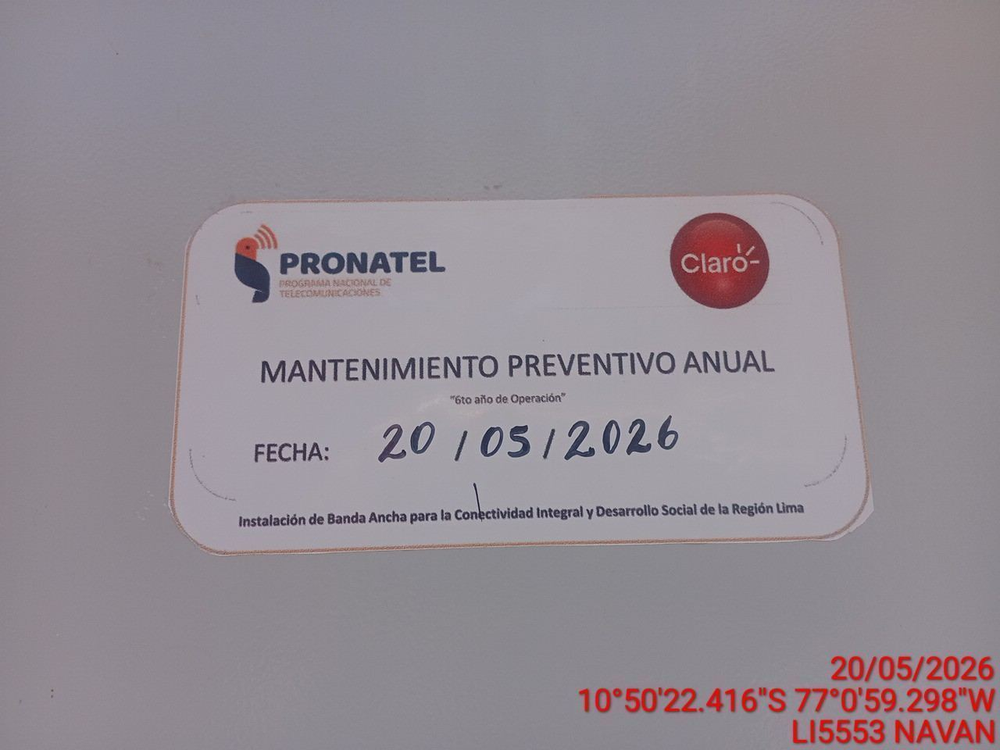 PRONATEL
PROGRAMA NACIONAL DE
TELECOMUNICACIONES
Claro
MANTENIMIENTO PREVENTIVO ANUAL
"6to año de Operación"
FECHA: 20/05/2026
Instalación de Banda Ancha para la Conectividad Integral y Desarrollo Social de la Región Lima
20/05/2026
10°50'22.416"S 77°0'59.298"W
LI5553 NAVAN